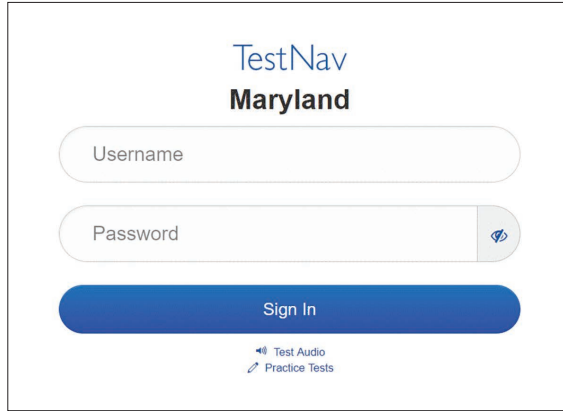 TestNav
Maryland
Username
Password
Sign In
Test Audio
Practice Tests